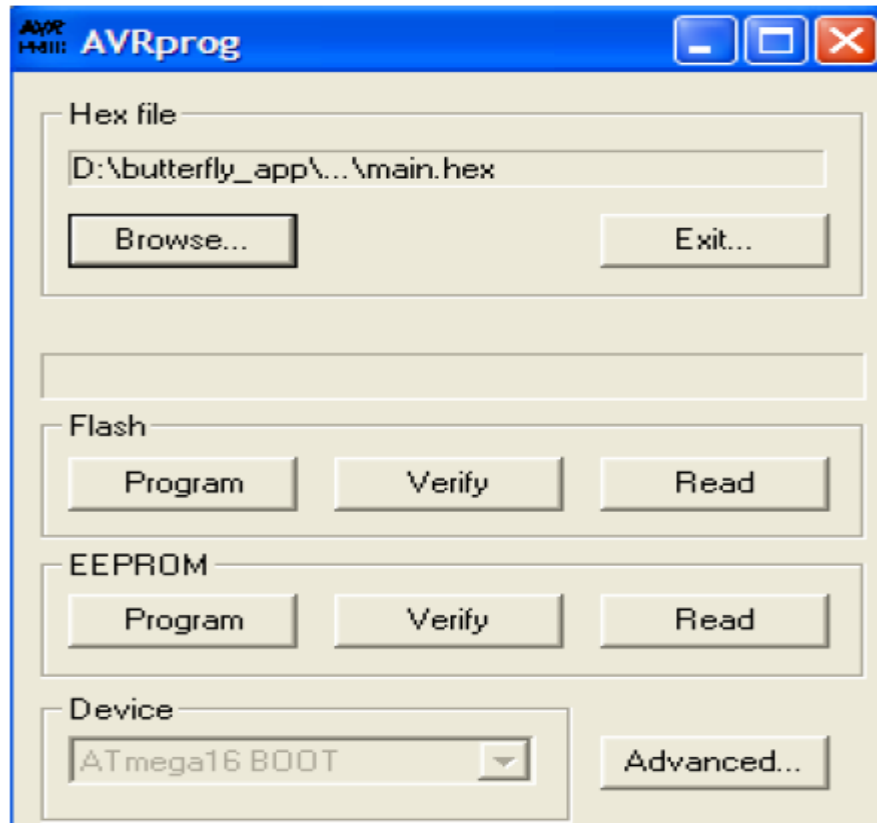 AVRprog
Hex file
D:\butterfly_app\...\main.hex
Browse... Exit...
Flash
Program Verify Read
EEPROM
Program Verify Read
Device
ATmega16 BOOT Advanced...